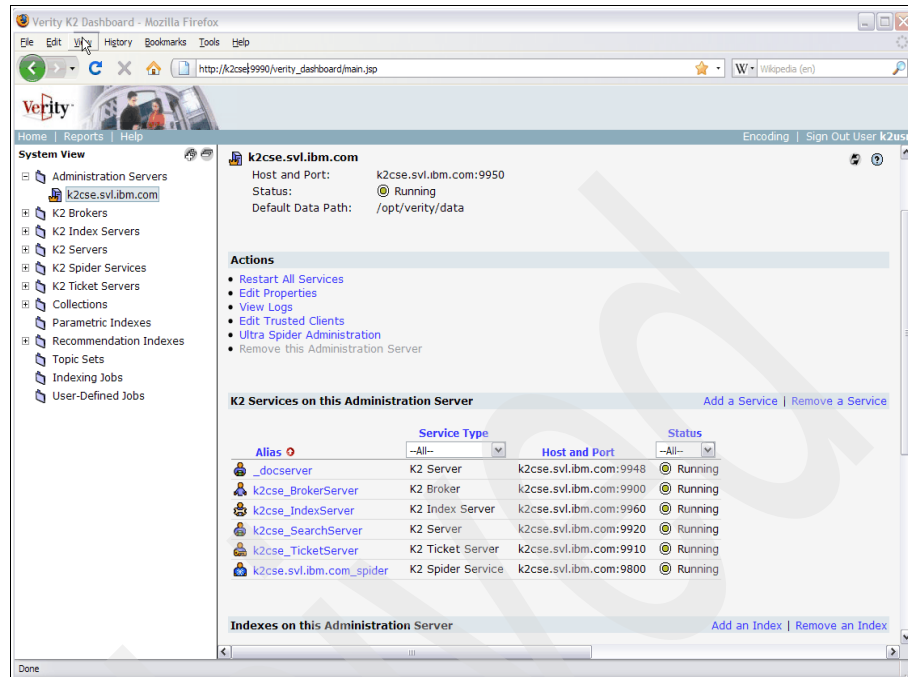 Verity K2 Dashboard - Mozilla Firefox
File Edit View History Bookmarks Tools Help
http://k2cse:9990/verity_dashboard/main.jsp
W Wikipedia (en)
Verity
Home | Reports | Help
Encoding | Sign Out User k2usr
System View
Administration Servers
k2cse.svl.ibm.com
K2 Brokers
K2 Index Servers
K2 Servers
K2 Spider Services
K2 Ticket Servers
Collections
Parametric Indexes
Recommendation Indexes
Topic Sets
Indexing Jobs
User-Defined Jobs
k2cse.svl.ibm.com
Host and Port: k2cse.svl.ibm.com:9950
Status: Running
Default Data Path: /opt/verity/data
Actions
Restart All Services
Edit Properties
View Logs
Edit Trusted Clients
Ultra Spider Administration
Remove this Administration Server
K2 Services on this Administration Server Add a Service | Remove a Service
Service Type Status
Alias --All-- Host and Port --All--
_docserver K2 Server k2cse.svl.ibm.com:9948 Running
k2cse_BrokerServer K2 Broker k2cse.svl.ibm.com:9900 Running
k2cse_IndexServer K2 Index Server k2cse.svl.ibm.com:9960 Running
k2cse_SearchServer K2 Server k2cse.svl.ibm.com:9920 Running
k2cse_TicketServer K2 Ticket Server k2cse.svl.ibm.com:9910 Running
k2cse.svl.ibm.com_spider K2 Spider Service k2cse.svl.ibm.com:9800 Running
Indexes on this Administration Server Add an Index | Remove an Index
Done